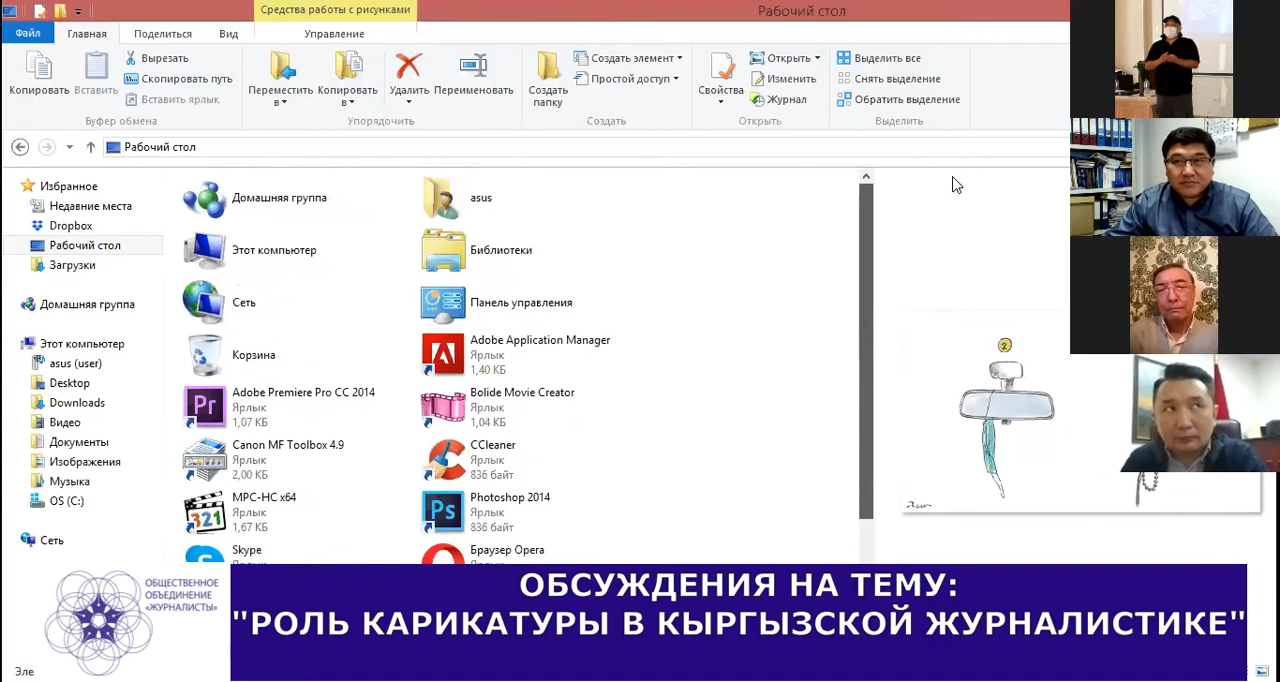 Средства работы с рисунками
Рабочий стол
Файл
Главная
Поделиться
Вид
Управление
Копировать
Вставить
Вырезать
Скопировать путь
Вставить ярлык
Буфер обмена
Переместить в
Копировать в
Удалить
Переименовать
Упорядочить
Создать папку
Создать элемент
Простой доступ
Создать
Свойства
Открыть
Изменить
Журнал
Открыть
Выделить все
Снять выделение
Обратить выделение
Выделить
Рабочий стол
Избранное
Недавние места
Dropbox
Рабочий стол
Загрузки
Домашняя группа
Этот компьютер
asus (user)
Desktop
Downloads
Видео
Документы
Изображения
Музыка
OS (C:)
Сеть
Домашняя группа
asus
Этот компьютер
Библиотеки
Сеть
Панель управления
Корзина
Adobe Application Manager
Ярлык
1,40 КБ
Adobe Premiere Pro CC 2014
Ярлык
1,07 КБ
Bolide Movie Creator
Ярлык
1,04 КБ
Canon MF Toolbox 4.9
Ярлык
2,00 КБ
CCleaner
Ярлык
836 байт
MPC-HC x64
Ярлык
1,67 КБ
Photoshop 2014
Ярлык
836 байт
Skype
Браузер Opera
2
ОБЩЕСТВЕННОЕ
ОБЪЕДИНЕНИЕ
«ЖУРНАЛИСТЫ»
ОБСУЖДЕНИЯ НА ТЕМУ:
"РОЛЬ КАРИКАТУРЫ В КЫРГЫЗСКОЙ ЖУРНАЛИСТИКЕ"
Эле